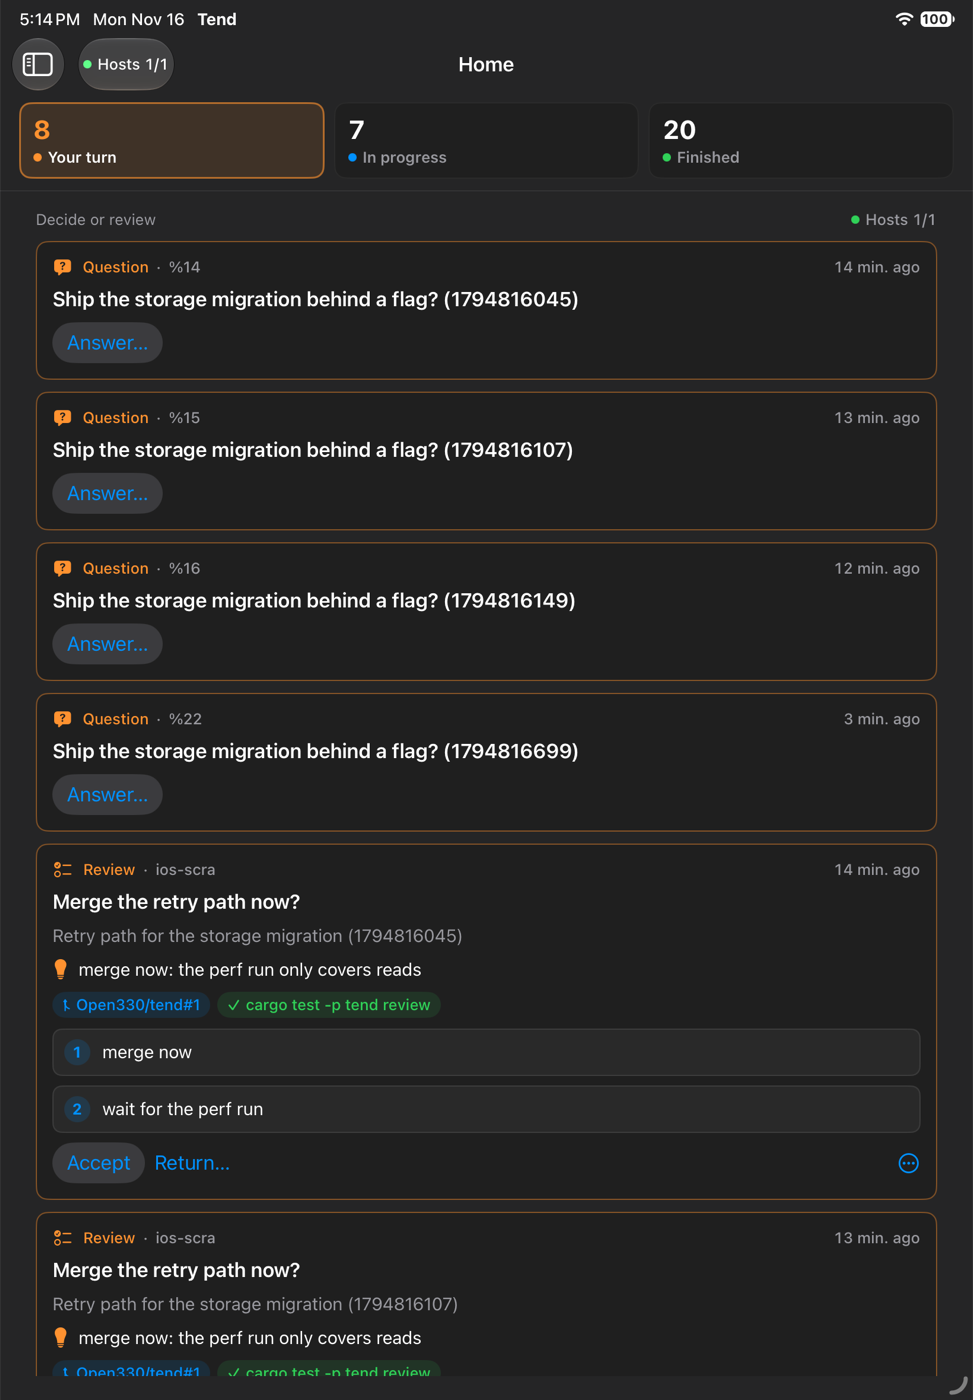 5:14 PM Mon Nov 16 Tend
100
Hosts 1/1
Home
8
Your turn
7
In progress
20
Finished
Decide or review
Hosts 1/1
Question · %14
14 min. ago
Ship the storage migration behind a flag? (1794816045)
Answer...
Question · %15
13 min. ago
Ship the storage migration behind a flag? (1794816107)
Answer...
Question · %16
12 min. ago
Ship the storage migration behind a flag? (1794816149)
Answer...
Question · %22
3 min. ago
Ship the storage migration behind a flag? (1794816699)
Answer...
Review · ios-scra
14 min. ago
Merge the retry path now?
Retry path for the storage migration (1794816045)
merge now: the perf run only covers reads
Open330/tend#1 ✓ cargo test -p tend review
1 merge now
2 wait for the perf run
Accept Return...
Review · ios-scra
13 min. ago
Merge the retry path now?
Retry path for the storage migration (1794816107)
merge now: the perf run only covers reads
Open330/tend#1 ✓ cargo test -p tend review